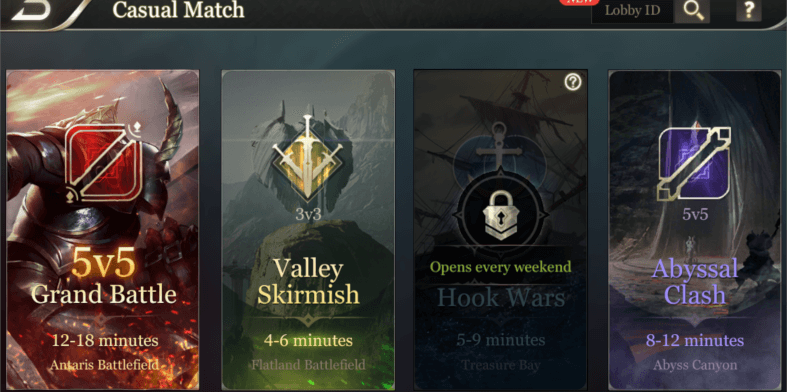 Casual Match
NEW
Lobby ID
?
5v5
Grand Battle
12-18 minutes
Antaris Battlefield
3v3
Valley
Skirmish
4-6 minutes
Flatland Battlefield
?
Opens every weekend
Hook Wars
5-9 minutes
Treasure Bay
5v5
Abyssal
Clash
8-12 minutes
Abyss Canyon